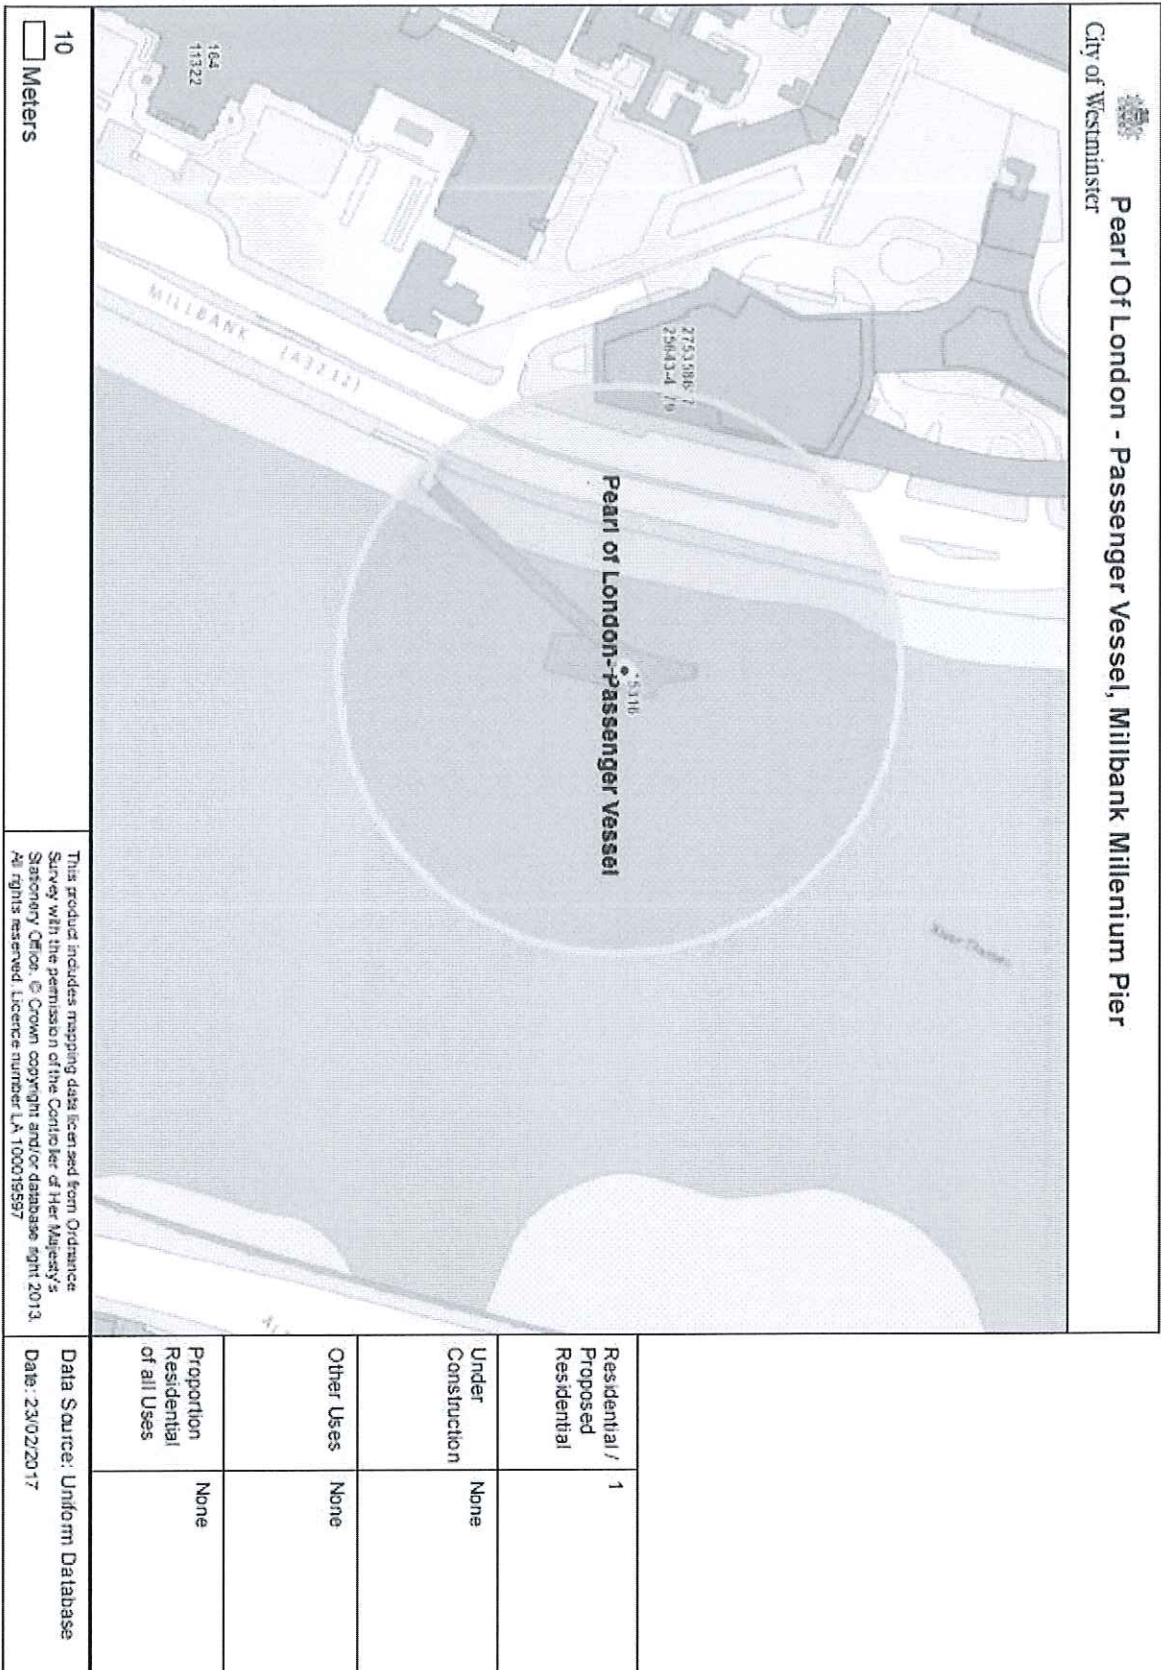 Pearl Of London - Passenger Vessel, Millbank Millenium Pier
City of Westminster
164
11322
MILLBANK (A3212)
Pearl of London-Passenger Vessel
River Thames
Residential / Proposed Residential 1
Under Construction None
Other Uses None
Proportion Residential of all Uses None
10
Meters
This product includes mapping data licensed from Ordnance
Survey with the permission of the Controller of Her Majesty's
Stationery Office. © Crown copyright and/or database right 2013.
All rights reserved. Licence number LA 100019597
Data Source: Uniform Database
Date: 23/02/2017